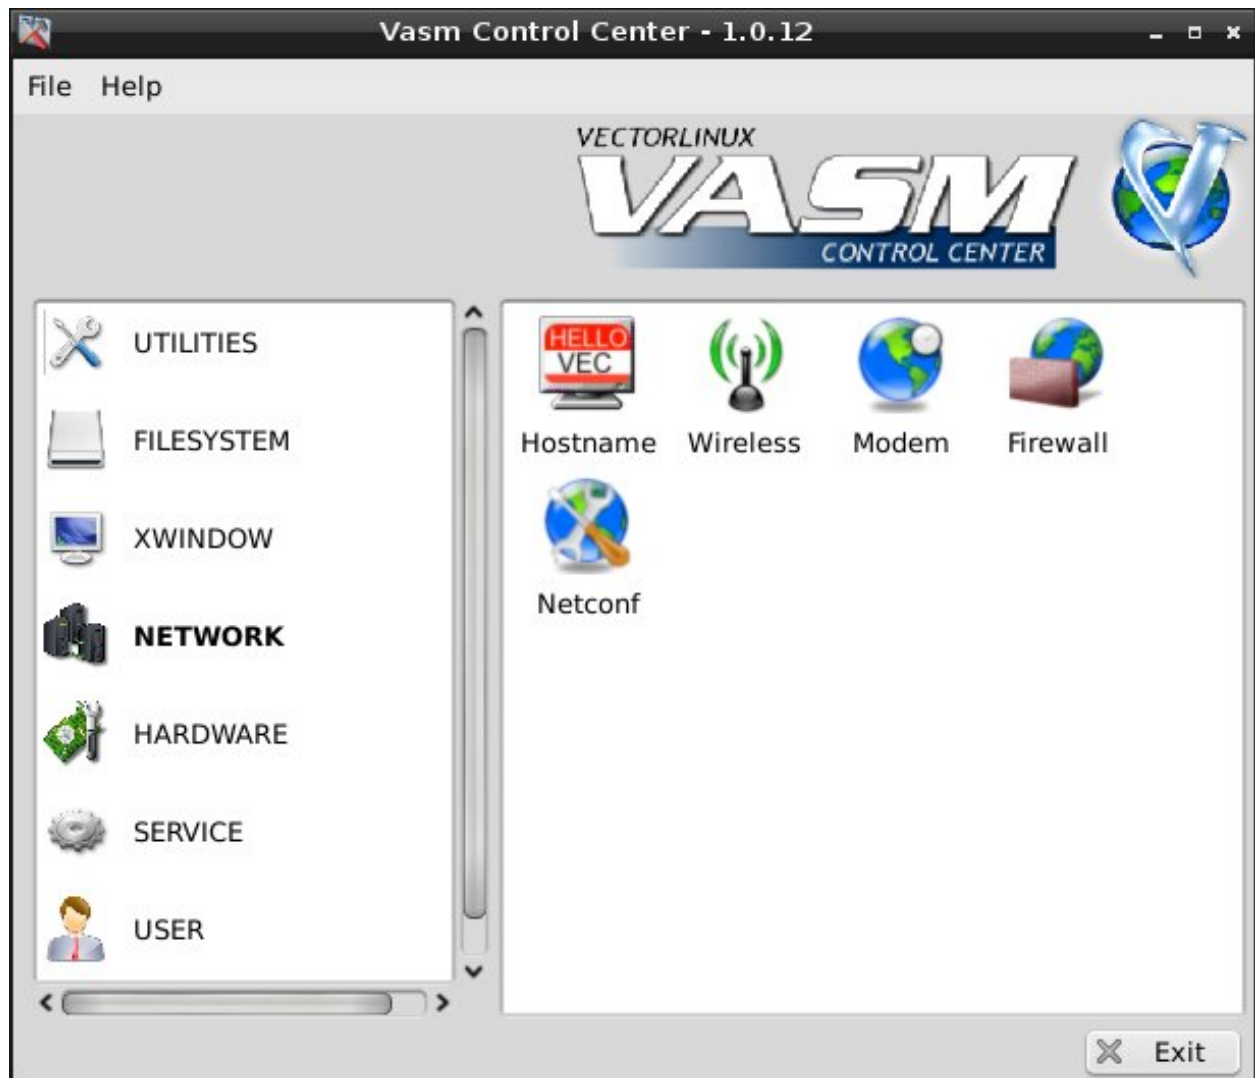 Vasm Control Center - 1.0.12
File Help
VECTORLINUX
VASM
CONTROL CENTER
UTILITIES
FILESYSTEM
XWINDOW
NETWORK
HARDWARE
SERVICE
USER
HELLO
VEC
Hostname Wireless Modem Firewall
Netconf
Exit